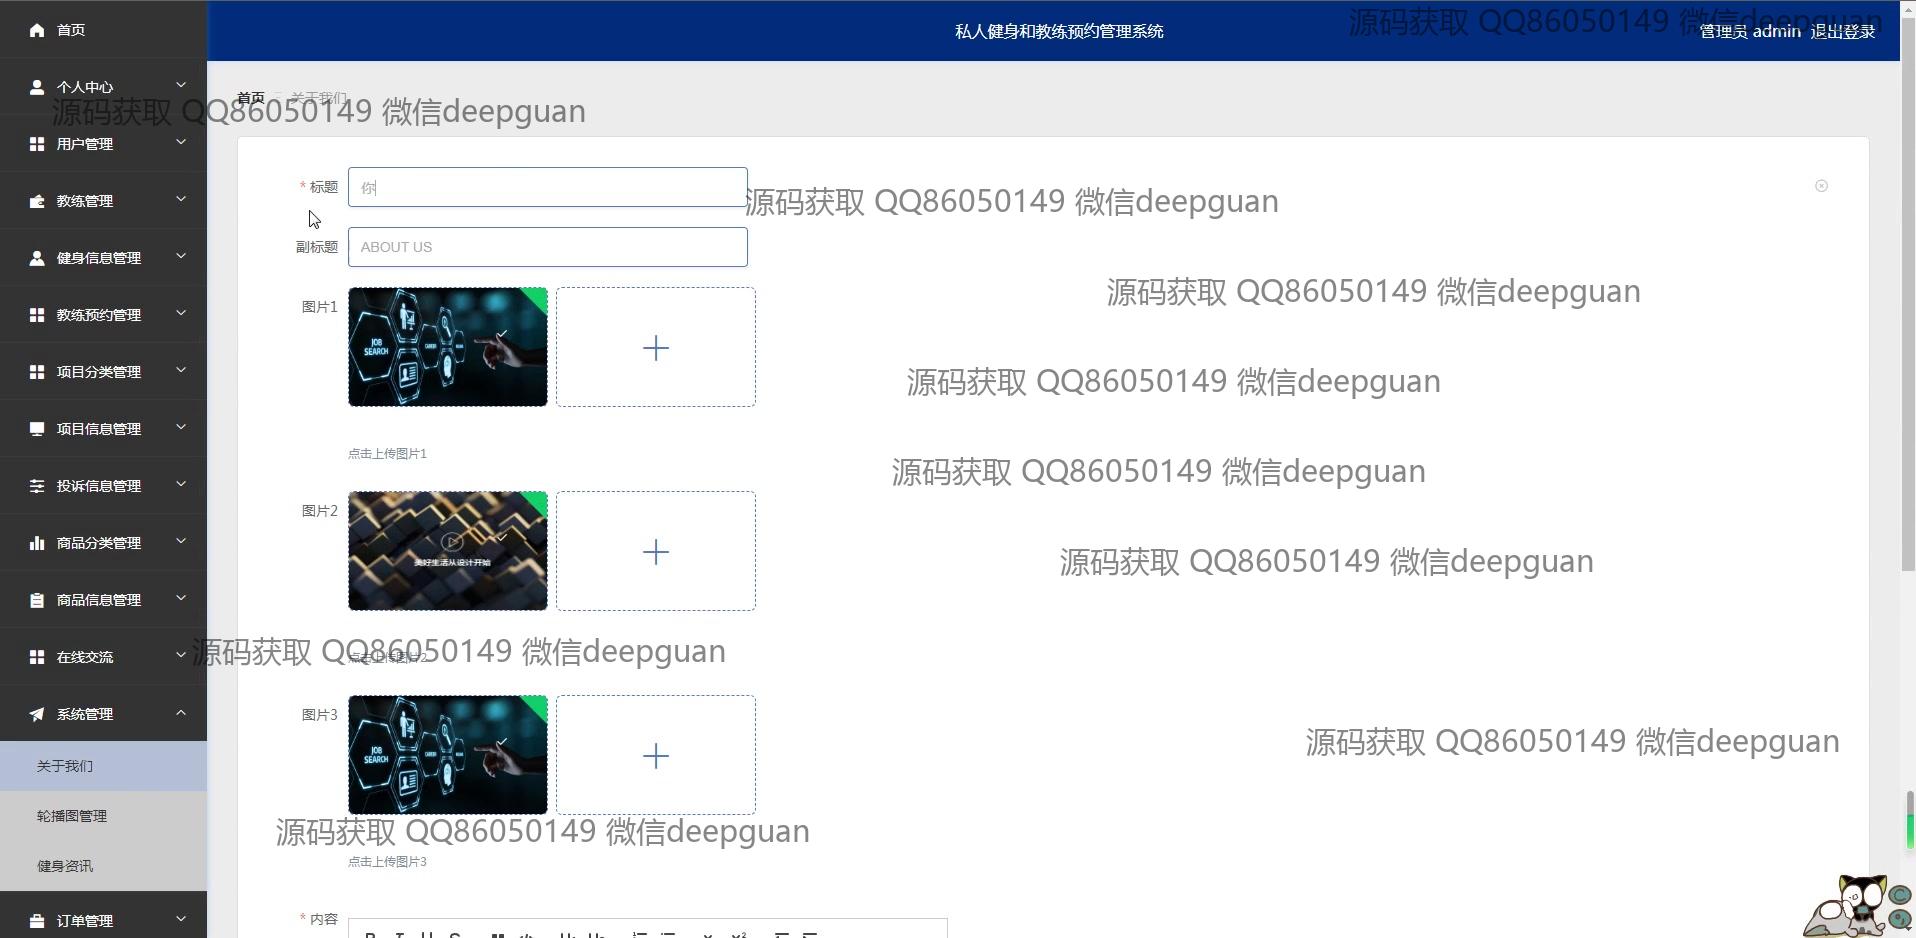 首页
个人中心
用户管理
教练管理
健身信息管理
教练预约管理
项目分类管理
项目信息管理
投诉信息管理
商品分类管理
商品信息管理
在线交流
系统管理
关于我们
轮播图管理
健身资讯
订单管理
私人健身和教练预约管理系统
管理员 admin 退出登录
源码获取 QQ86050149 微信deepguan
首页 关于我们
源码获取 QQ86050149 微信deepguan
* 标题 你
源码获取 QQ86050149 微信deepguan
副标题 ABOUT US
源码获取 QQ86050149 微信deepguan
图片1
JOB SEARCH
CAREER
源码获取 QQ86050149 微信deepguan
点击上传图片1
源码获取 QQ86050149 微信deepguan
图片2
美好生活从设计开始
源码获取 QQ86050149 微信deepguan
点击上传图片2
源码获取 QQ86050149 微信deepguan
图片3
JOB SEARCH
CAREER
源码获取 QQ86050149 微信deepguan
源码获取 QQ86050149 微信deepguan
点击上传图片3
* 内容